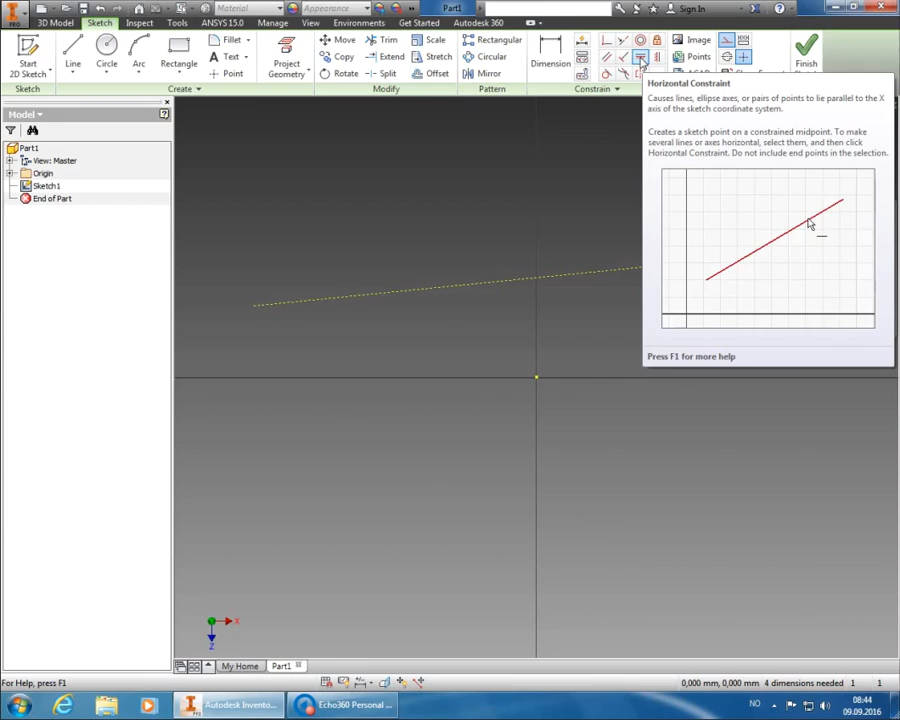 PRO
Material
Appearance
Part1
Sign In
3D Model
Sketch
Inspect
Tools
ANSYS 15.0
Manage
View
Environments
Get Started
Autodesk 360
Start
2D Sketch
Line
Circle
Arc
Rectangle
Fillet
Text
Point
Project
Geometry
Move
Copy
Rotate
Trim
Extend
Split
Scale
Stretch
Offset
Rectangular
Circular
Mirror
Dimension
Image
Points
Finish
Sketch
Create
Modify
Pattern
Constrain
Model
Part1
View: Master
Origin
Sketch1
End of Part
Horizontal Constraint
Causes lines, ellipse axes, or pairs of points to lie parallel to the X
axis of the sketch coordinate system.
Creates a sketch point on a constrained midpoint. To make
several lines or axes horizontal, select them, and then click
Horizontal Constraint. Do not include end points in the selection.
Press F1 for more help
X
Z
My Home
Part1
For Help, press F1
0,000 mm, 0,000 mm
4 dimensions needed
1
1
Autodesk Invento...
Echo360 Personal ...
NO
08:44
09.09.2016